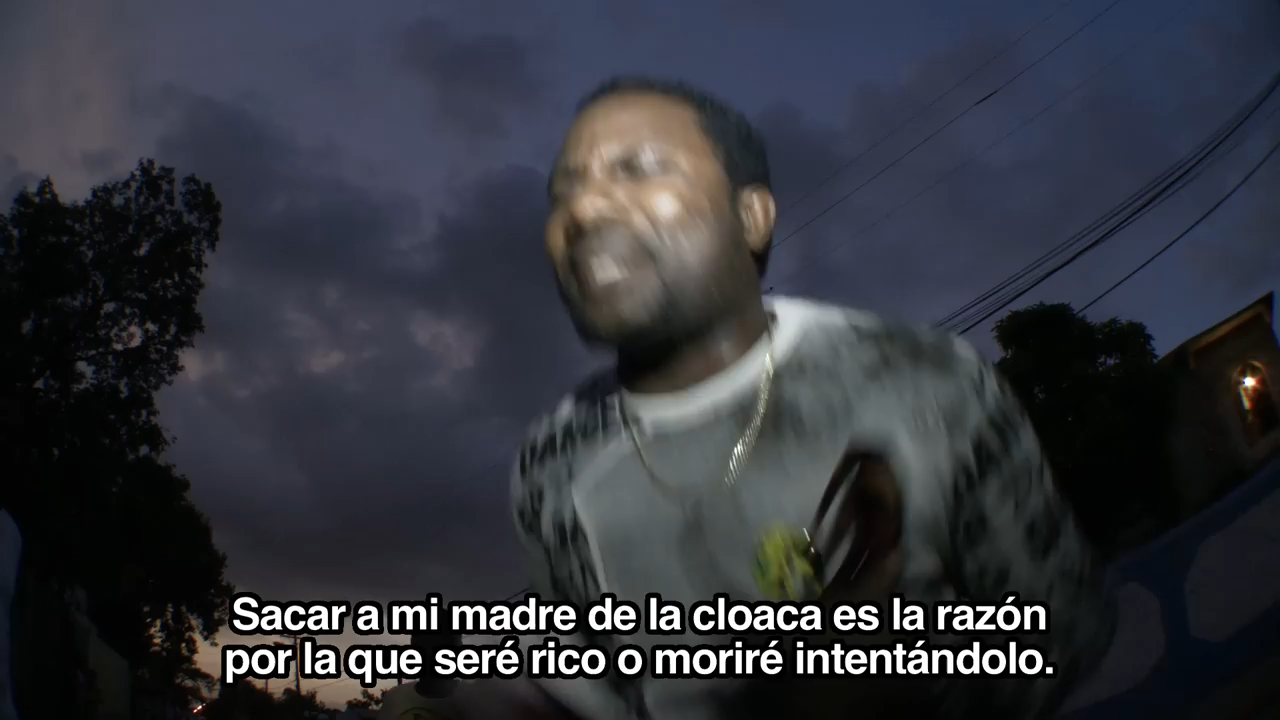 Sacar a mi madre de la cloaca es la razón
por la que seré rico o moriré intentándolo.